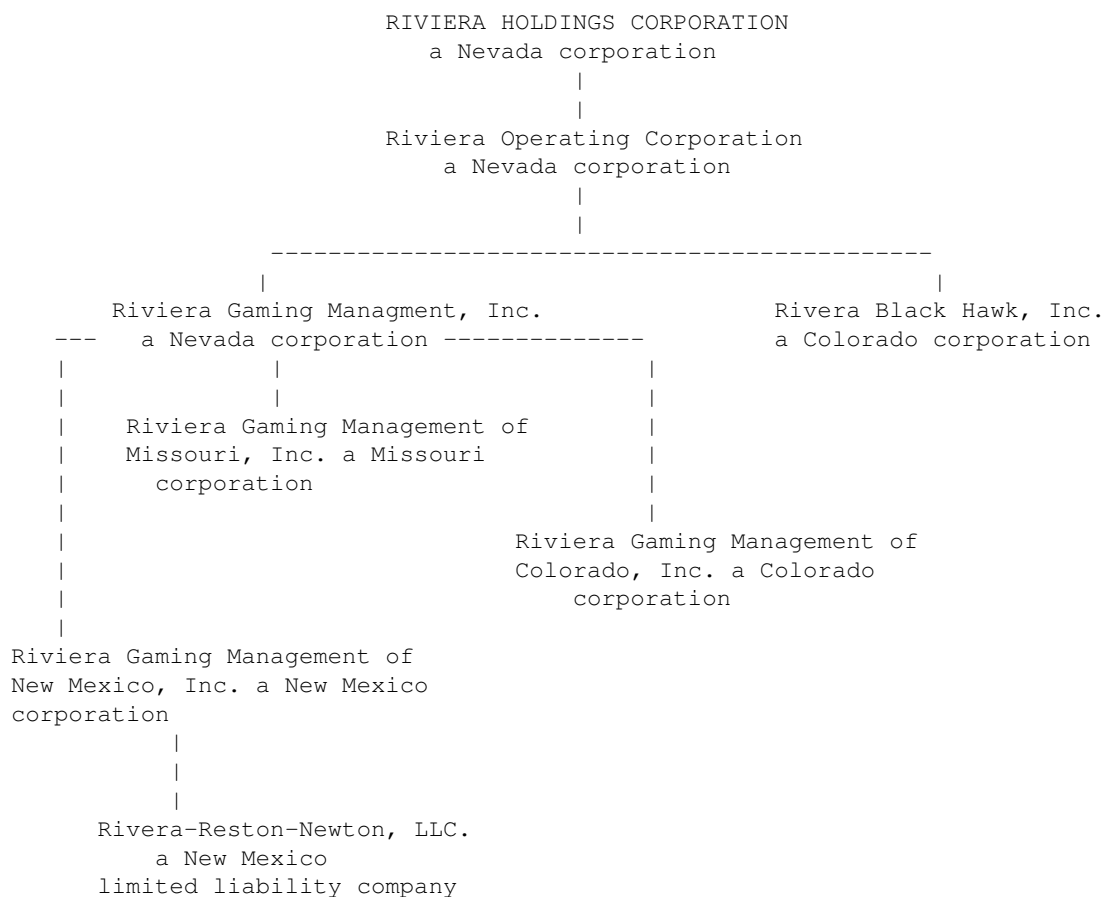 RIVIERA HOLDINGS CORPORATION
a Nevada corporation
Riviera Operating Corporation
a Nevada corporation
Riviera Gaming Managment, Inc.
a Nevada corporation
Rivera Black Hawk, Inc.
a Colorado corporation
Riviera Gaming Management of
Missouri, Inc. a Missouri
corporation
Riviera Gaming Management of
Colorado, Inc. a Colorado
corporation
Riviera Gaming Management of
New Mexico, Inc. a New Mexico
corporation
Rivera-Reston-Newton, LLC.
a New Mexico
limited liability company